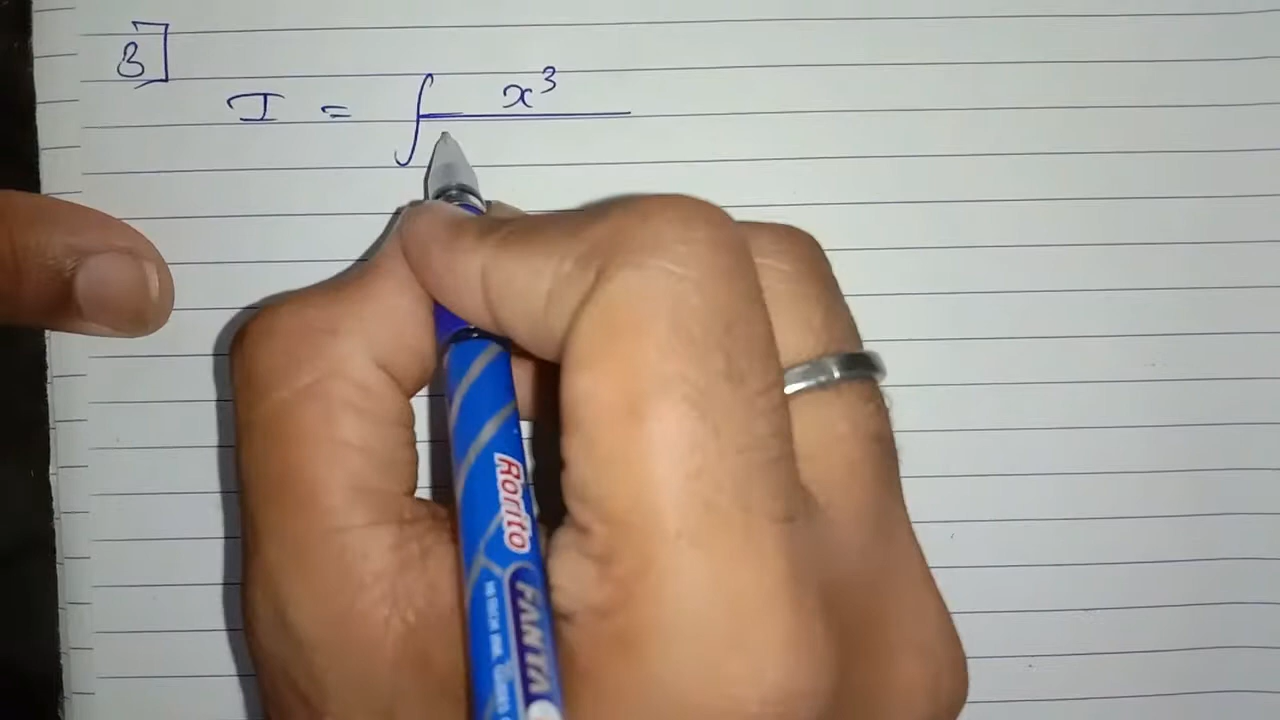 3]
I = ∫ x³
Rorito
FANTA